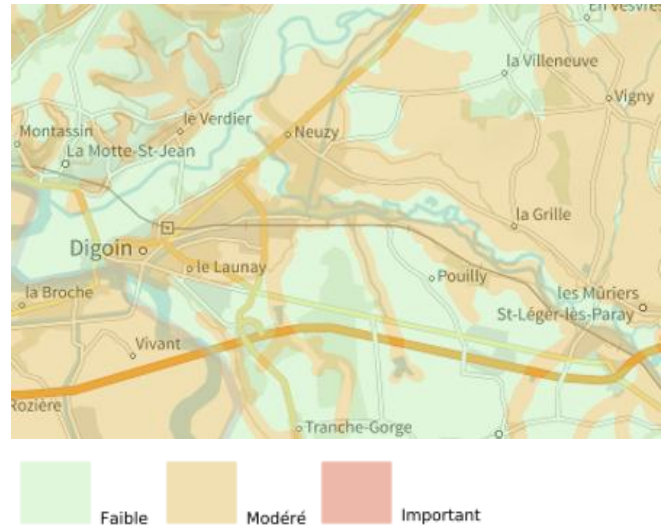 En Vesvres
la Villeneuve
Vigny
le Verdier
Neuzy
Montassin
La Motte-St-Jean
la Grille
Digoin
le Launay
Pouilly
la Broche
les Mûriers
St-Léger-lès-Paray
Vivant
Rozière
Tranche-Gorge
Faible Modéré Important